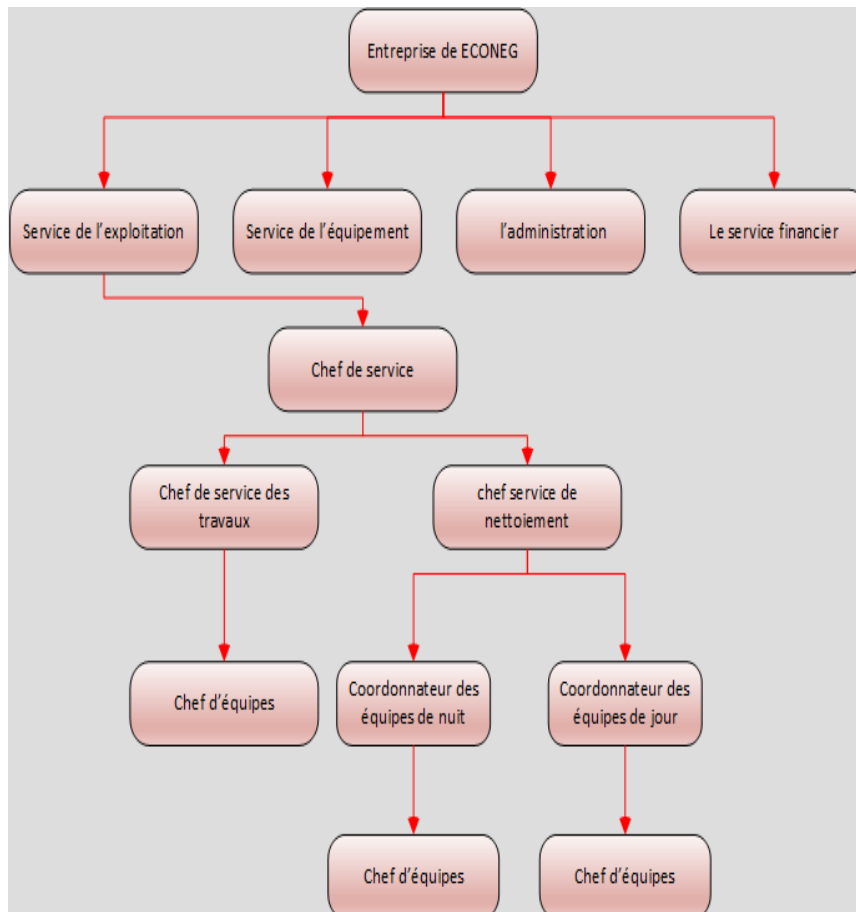 Entreprise de ECONEG
Service de l'exploitation
Service de l'équipement
l'administration
Le service financier
Chef de service
Chef de service des
travaux
chef service de
nettoiement
Chef d'équipes
Coordonnateur des
équipes de nuit
Coordonnateur des
équipes de jour
Chef d'équipes
Chef d'équipes